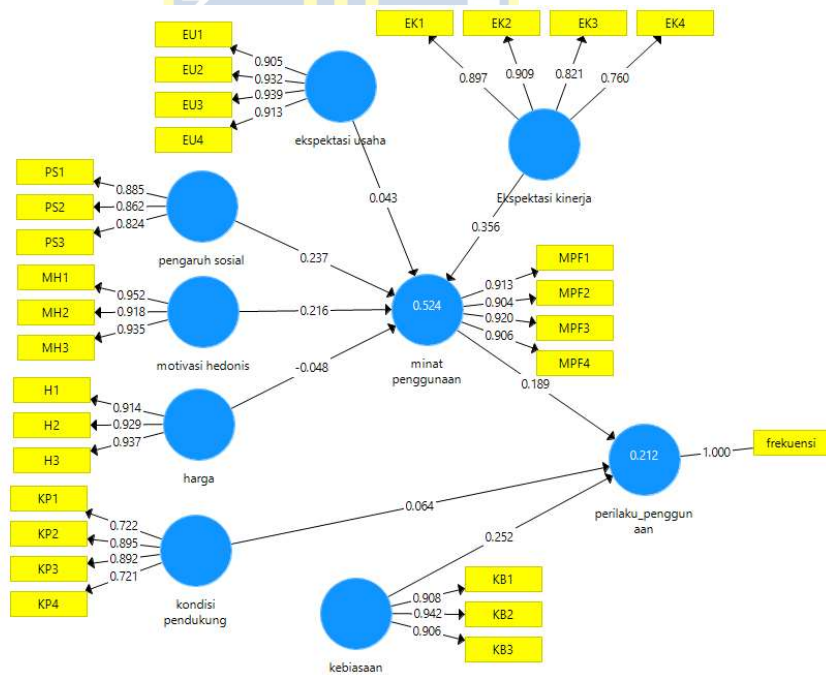 EU1
EU2
EU3
EU4
0.905
0.932
0.939
0.913
ekspektasi usaha
EK1
EK2
EK3
EK4
0.897
0.909
0.821
0.760
Ekspektasi kinerja
0.043
0.356
PS1
PS2
PS3
0.885
0.862
0.824
pengaruh sosial
0.237
MH1
MH2
MH3
0.952
0.918
0.935
motivasi hedonis
0.216
H1
H2
H3
0.914
0.929
0.937
harga
-0.048
0.524
minat
penggunaan
0.913
0.904
0.920
0.906
MPF1
MPF2
MPF3
MPF4
0.189
0.212
perilaku_penggun
aan
1.000
frekuensi
KP1
KP2
KP3
KP4
0.722
0.895
0.892
0.721
kondisi
pendukung
0.064
0.252
kebiasaan
0.908
0.942
0.906
KB1
KB2
KB3